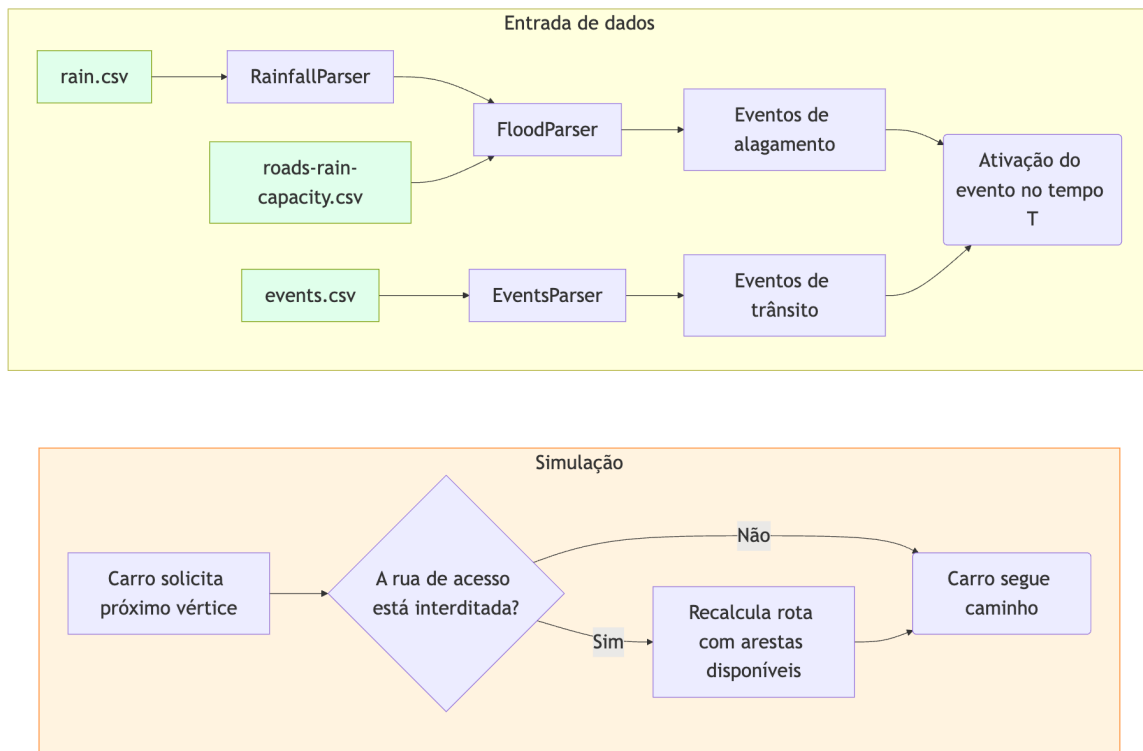 Entrada de dados
rain.csv
RainfallParser
roads-rain-
capacity.csv
FloodParser
Eventos de
alagamento
Ativação do
evento no tempo
T
events.csv
EventsParser
Eventos de
trânsito
Simulação
Carro solicita
próximo vértice
A rua de acesso
está interditada?
Não
Sim
Recalcula rota
com arestas
disponíveis
Carro segue
caminho